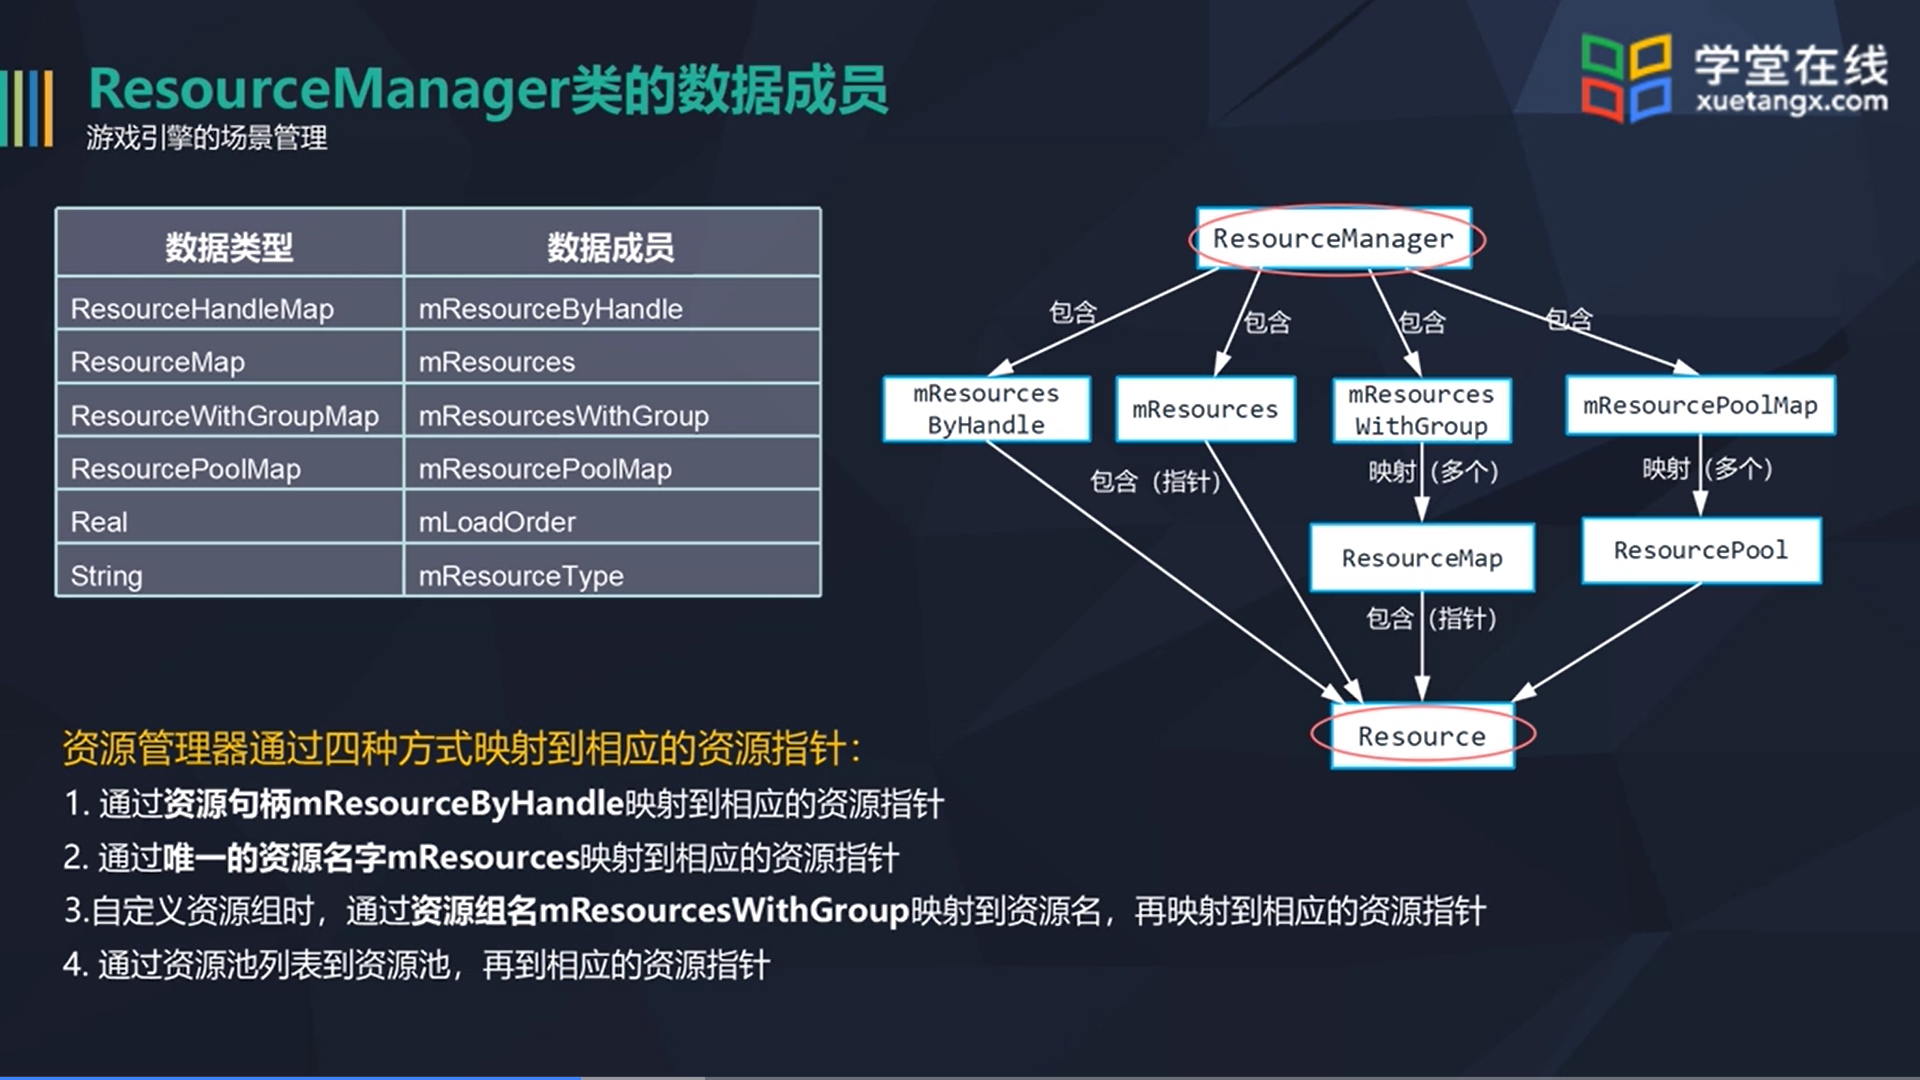 ResourceManager类的数据成员
游戏引擎的场景管理
学堂在线
xuetangx.com
数据类型 数据成员
ResourceHandleMap mResourceByHandle
ResourceMap mResources
ResourceWithGroupMap mResourcesWithGroup
ResourcePoolMap mResourcePoolMap
Real mLoadOrder
String mResourceType
ResourceManager
包含 包含 包含 包含
mResources
ByHandle
mResources
mResources
WithGroup
mResourcePoolMap
包含（指针）
映射（多个）
映射（多个）
ResourceMap
ResourcePool
包含（指针）
Resource
资源管理器通过四种方式映射到相应的资源指针：
1. 通过资源句柄mResourceByHandle映射到相应的资源指针
2. 通过唯一的资源名字mResources映射到相应的资源指针
3.自定义资源组时，通过资源组名mResourcesWithGroup映射到资源名，再映射到相应的资源指针
4. 通过资源池列表到资源池，再到相应的资源指针